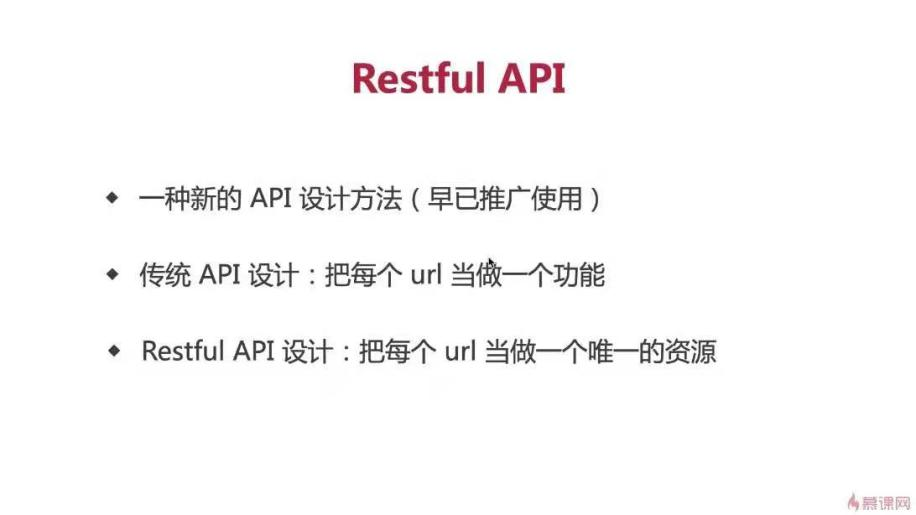 Restful API
一种新的 API 设计方法（早已推广使用）
传统 API 设计：把每个 url 当做一个功能
Restful API 设计：把每个 url 当做一个唯一的资源
慕课网